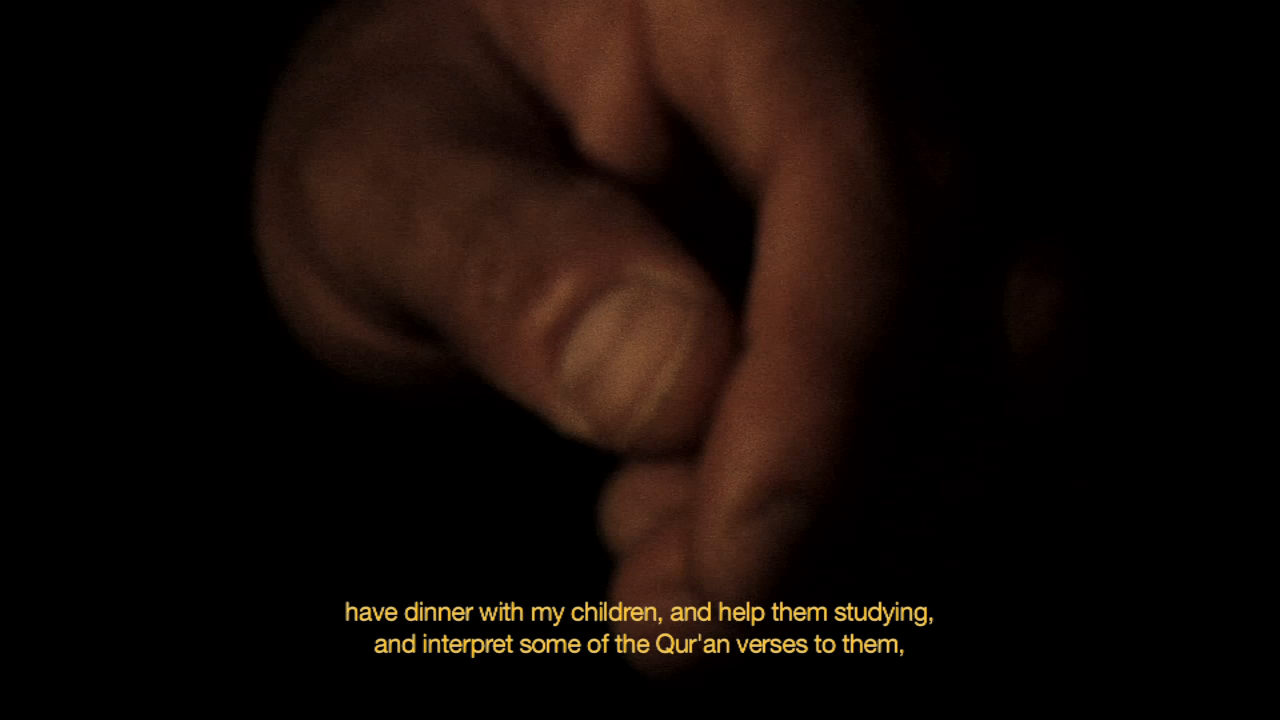 have dinner with my children, and help them studying,
and interpret some of the Qur'an verses to them,